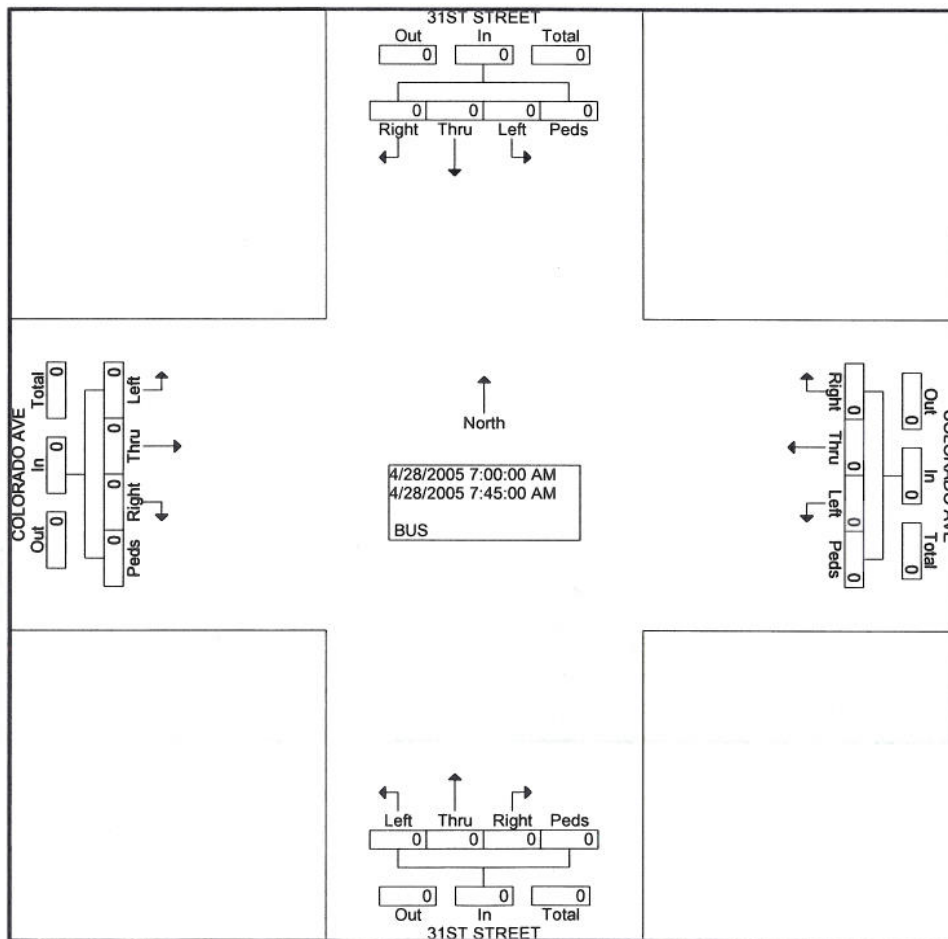 31ST STREET
Out In Total
0 0 0
0 0 0 0
Right Thru Left Peds
COLORADO AVE
Total In Out
0 0 0
0 0 0 0
Left Thru Right Peds
North
4/28/2005 7:00:00 AM
4/28/2005 7:45:00 AM
BUS
Right Thru Left Peds
0 0 0 0
0 0 0
Out In Total
COLORADO AVE
Left Thru Right Peds
0 0 0 0
0 0 0
Out In Total
31ST STREET